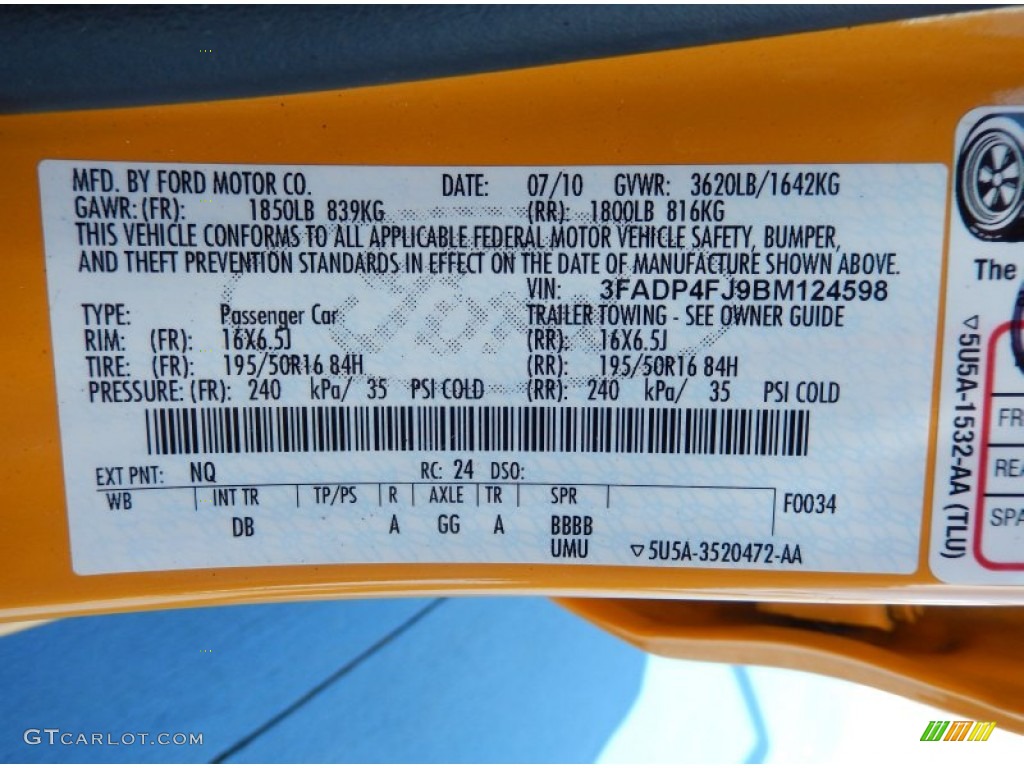 MFD. BY FORD MOTOR CO. DATE: 07/10 GVWR: 3620LB/1642KG
GAWR: (FR): 1850LB 839KG (RR): 1800LB 816KG
THIS VEHICLE CONFORMS TO ALL APPLICABLE FEDERAL MOTOR VEHICLE SAFETY, BUMPER,
AND THEFT PREVENTION STANDARDS IN EFFECT ON THE DATE OF MANUFACTURE SHOWN ABOVE.
VIN: 3FADP4FJ9BM124598
TYPE: Passenger Car TRAILER TOWING - SEE OWNER GUIDE
RIM: (FR): 16X6.5J (RR): 16X6.5J
TIRE: (FR): 195/50R16 84H (RR): 195/50R16 84H
PRESSURE: (FR): 240 kPa/ 35 PSI COLD (RR): 240 kPa/ 35 PSI COLD
EXT PNT: NQ RC: 24 DSO:
WB INT TR TP/PS R AXLE TR SPR F0034
DB A GG A BBBB
UMU ▽5U5A-3520472-AA
The
▽5U5A-1532-AA (TLU)
FR
REA
SPA
Ford
GTCARLOT.COM